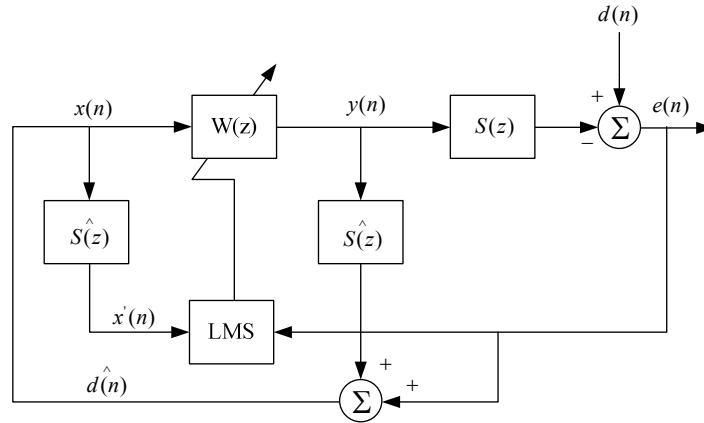 d(n)
x(n)
W(z)
y(n)
S(z)
+
−
Σ
e(n)
S^(z)
S^(z)
x'(n)
LMS
d^(n)
+
+
Σ